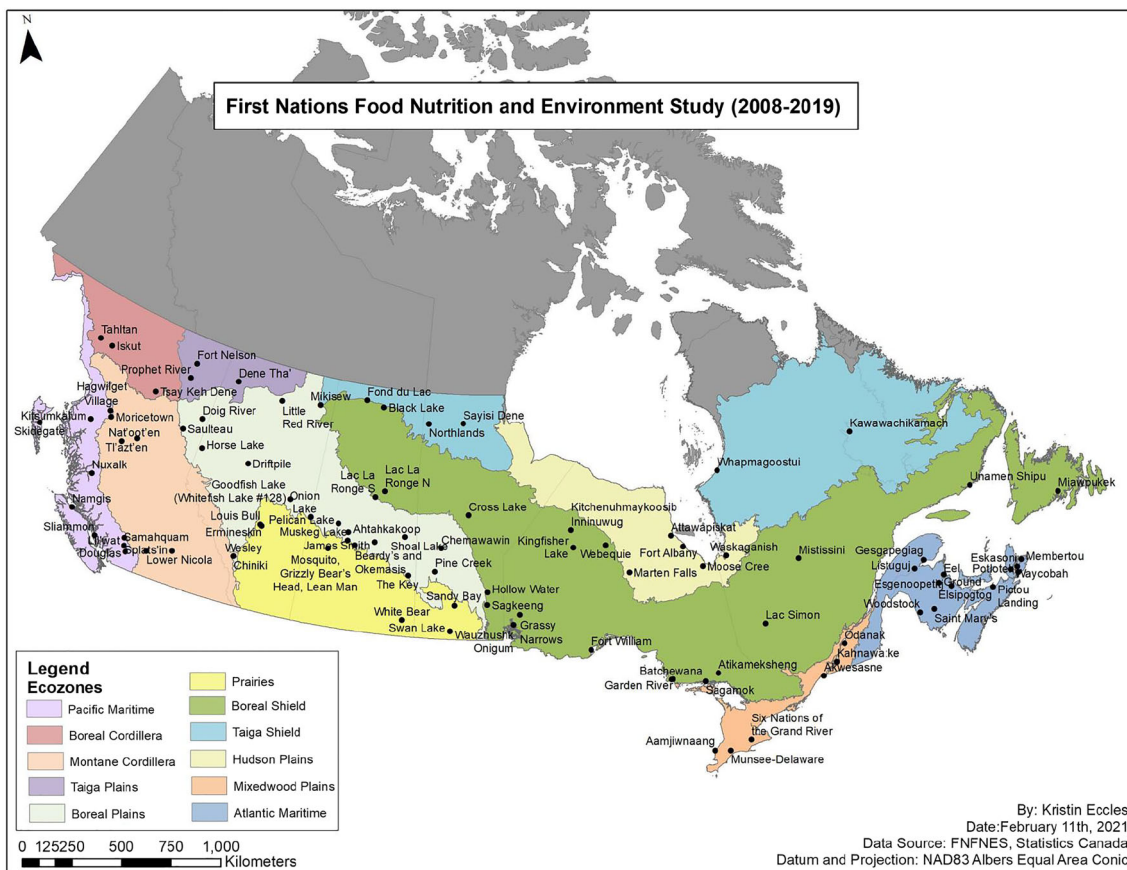 N
First Nations Food Nutrition and Environment Study (2008-2019)
Tahltan
Iskut
Fort Nelson
Prophet River
Dene Tha'
Tsay Keh Dene
Hagwilget
Village
Kitsumkalum
Moricetown
Skidegate
Nat'oot'en
Tl'azt'en
Doig River
Saulteau
Horse Lake
Little
Red River
Mikisew
Fond du Lac
Black Lake
Sayisi Dene
Northlands
Nuxalk
Driftpile
Namgis
Sliammon
Lil'wat
Samahquam
Douglas
Splats'in
Lower Nicola
Goodfish Lake
(Whitefish Lake #128)
Onion
Lake
Lac La
Ronge S
Lac La
Ronge N
Louis Bull
Ermineskin
Pelican Lake
Muskeg Lake
Ahtahkakoop
James Smith
Shoal Lake
Chemawawin
Cross Lake
Wesley
Chiniki
Mosquito,
Grizzly Bear's
Head, Lean Man
Beardy's and
Okemasis
The Key
Pine Creek
Sandy Bay
White Bear
Swan Lake
Hollow Water
Sagkeeng
Grassy
Narrows
Wauzhushk
Onigum
Kitchenuhmaykoosib
Inninuwug
Kingfisher
Lake
Webequie
Marten Falls
Attawapiskat
Fort Albany
Moose Cree
Waskaganish
Fort William
Batchewana
Garden River
Sagamok
Atikameksheng
Whapmagoostui
Kawawachikamach
Mistissini
Lac Simon
Unamen Shipu
Miawpukek
Gesgapegiag
Listuguj
Eel
Ground
Esgenoopetitj
Elsipogtog
Woodstock
Saint Mary's
Eskasoni
Potlotek
Membertou
Waycobah
Pictou
Landing
Odanak
Kahnawa:ke
Akwesasne
Six Nations of
the Grand River
Aamjiwnaang
Munsee-Delaware
Legend
Ecozones
Pacific Maritime
Boreal Cordillera
Montane Cordillera
Taiga Plains
Boreal Plains
Prairies
Boreal Shield
Taiga Shield
Hudson Plains
Mixedwood Plains
Atlantic Maritime
0 125250 500 750 1,000
Kilometers
By: Kristin Eccles
Date:February 11th, 2021
Data Source: FNFNES, Statistics Canada
Datum and Projection: NAD83 Albers Equal Area Conic